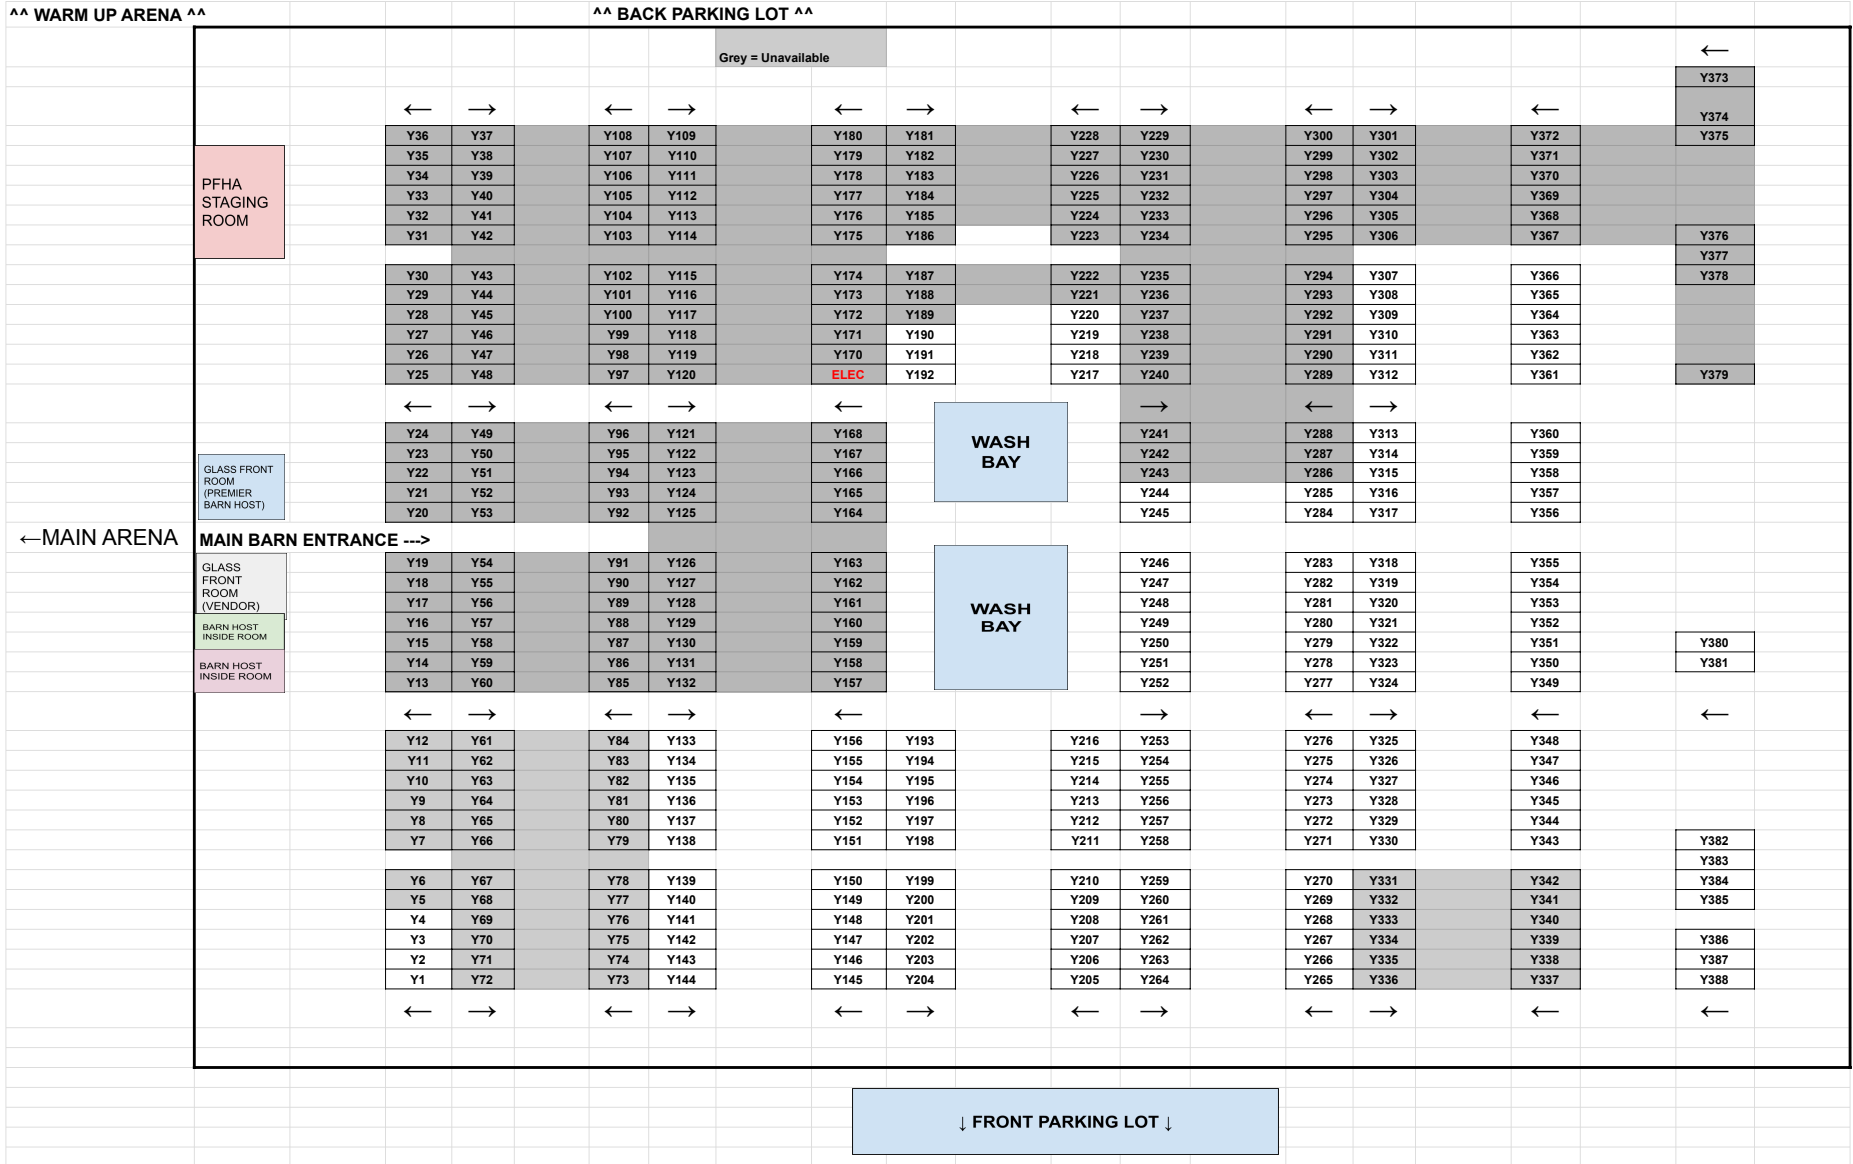 ^^ WARM UP ARENA ^^ ^^ BACK PARKING LOT ^^
Grey = Unavailable ←
Y373
← → ← → ← → ← → ← → ← Y374
Y36 Y37 Y108 Y109 Y180 Y181 Y228 Y229 Y300 Y301 Y372 Y375
Y35 Y38 Y107 Y110 Y179 Y182 Y227 Y230 Y299 Y302 Y371
PFHA
STAGING
ROOM
Y34 Y39 Y106 Y111 Y178 Y183 Y226 Y231 Y298 Y303 Y370
Y33 Y40 Y105 Y112 Y177 Y184 Y225 Y232 Y297 Y304 Y369
Y32 Y41 Y104 Y113 Y176 Y185 Y224 Y233 Y296 Y305 Y368
Y31 Y42 Y103 Y114 Y175 Y186 Y223 Y234 Y295 Y306 Y367 Y376
Y377
Y30 Y43 Y102 Y115 Y174 Y187 Y222 Y235 Y294 Y307 Y366 Y378
Y29 Y44 Y101 Y116 Y173 Y188 Y221 Y236 Y293 Y308 Y365
Y28 Y45 Y100 Y117 Y172 Y189 Y220 Y237 Y292 Y309 Y364
Y27 Y46 Y99 Y118 Y171 Y190 Y219 Y238 Y291 Y310 Y363
Y26 Y47 Y98 Y119 Y170 Y191 Y218 Y239 Y290 Y311 Y362
Y25 Y48 Y97 Y120 ELEC Y192 Y217 Y240 Y289 Y312 Y361 Y379
← → ← → ← → ← →
WASH
BAY
Y24 Y49 Y96 Y121 Y168 Y241 Y288 Y313 Y360
Y23 Y50 Y95 Y122 Y167 Y242 Y287 Y314 Y359
GLASS FRONT
ROOM
(PREMIER
BARN HOST)
Y22 Y51 Y94 Y123 Y166 Y243 Y286 Y315 Y358
Y21 Y52 Y93 Y124 Y165 Y244 Y285 Y316 Y357
Y20 Y53 Y92 Y125 Y164 Y245 Y284 Y317 Y356
←MAIN ARENA MAIN BARN ENTRANCE --->
GLASS
FRONT
ROOM
(VENDOR)
Y19 Y54 Y91 Y126 Y163 Y246 Y283 Y318 Y355
Y18 Y55 Y90 Y127 Y162 Y247 Y282 Y319 Y354
Y17 Y56 Y89 Y128 Y161 Y248 Y281 Y320 Y353
WASH
BAY
BARN HOST
INSIDE ROOM
Y16 Y57 Y88 Y129 Y160 Y249 Y280 Y321 Y352
Y15 Y58 Y87 Y130 Y159 Y250 Y279 Y322 Y351 Y380
BARN HOST
INSIDE ROOM
Y14 Y59 Y86 Y131 Y158 Y251 Y278 Y323 Y350 Y381
Y13 Y60 Y85 Y132 Y157 Y252 Y277 Y324 Y349
← → ← → ← → ← → ← ←
Y12 Y61 Y84 Y133 Y156 Y193 Y216 Y253 Y276 Y325 Y348
Y11 Y62 Y83 Y134 Y155 Y194 Y215 Y254 Y275 Y326 Y347
Y10 Y63 Y82 Y135 Y154 Y195 Y214 Y255 Y274 Y327 Y346
Y9 Y64 Y81 Y136 Y153 Y196 Y213 Y256 Y273 Y328 Y345
Y8 Y65 Y80 Y137 Y152 Y197 Y212 Y257 Y272 Y329 Y344
Y7 Y66 Y79 Y138 Y151 Y198 Y211 Y258 Y271 Y330 Y343 Y382
Y383
Y6 Y67 Y78 Y139 Y150 Y199 Y210 Y259 Y270 Y331 Y342 Y384
Y5 Y68 Y77 Y140 Y149 Y200 Y209 Y260 Y269 Y332 Y341 Y385
Y4 Y69 Y76 Y141 Y148 Y201 Y208 Y261 Y268 Y333 Y340
Y3 Y70 Y75 Y142 Y147 Y202 Y207 Y262 Y267 Y334 Y339 Y386
Y2 Y71 Y74 Y143 Y146 Y203 Y206 Y263 Y266 Y335 Y338 Y387
Y1 Y72 Y73 Y144 Y145 Y204 Y205 Y264 Y265 Y336 Y337 Y388
← → ← → ← → ← → ← → ← ←
↓ FRONT PARKING LOT ↓